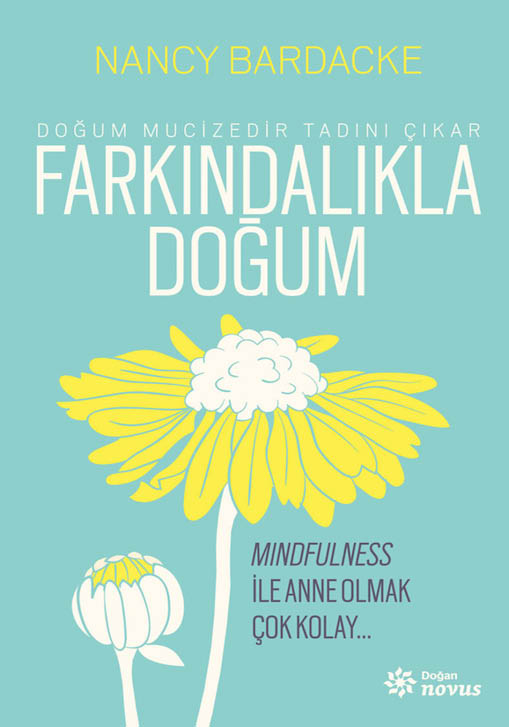 NANCY BARDACKE
DOĞUM MUCİZEDİR TADINI ÇIKAR
FARKINDALIKLA
DOĞUM
MINDFULNESS
İLE ANNE OLMAK
ÇOK KOLAY...
Doğan
novus